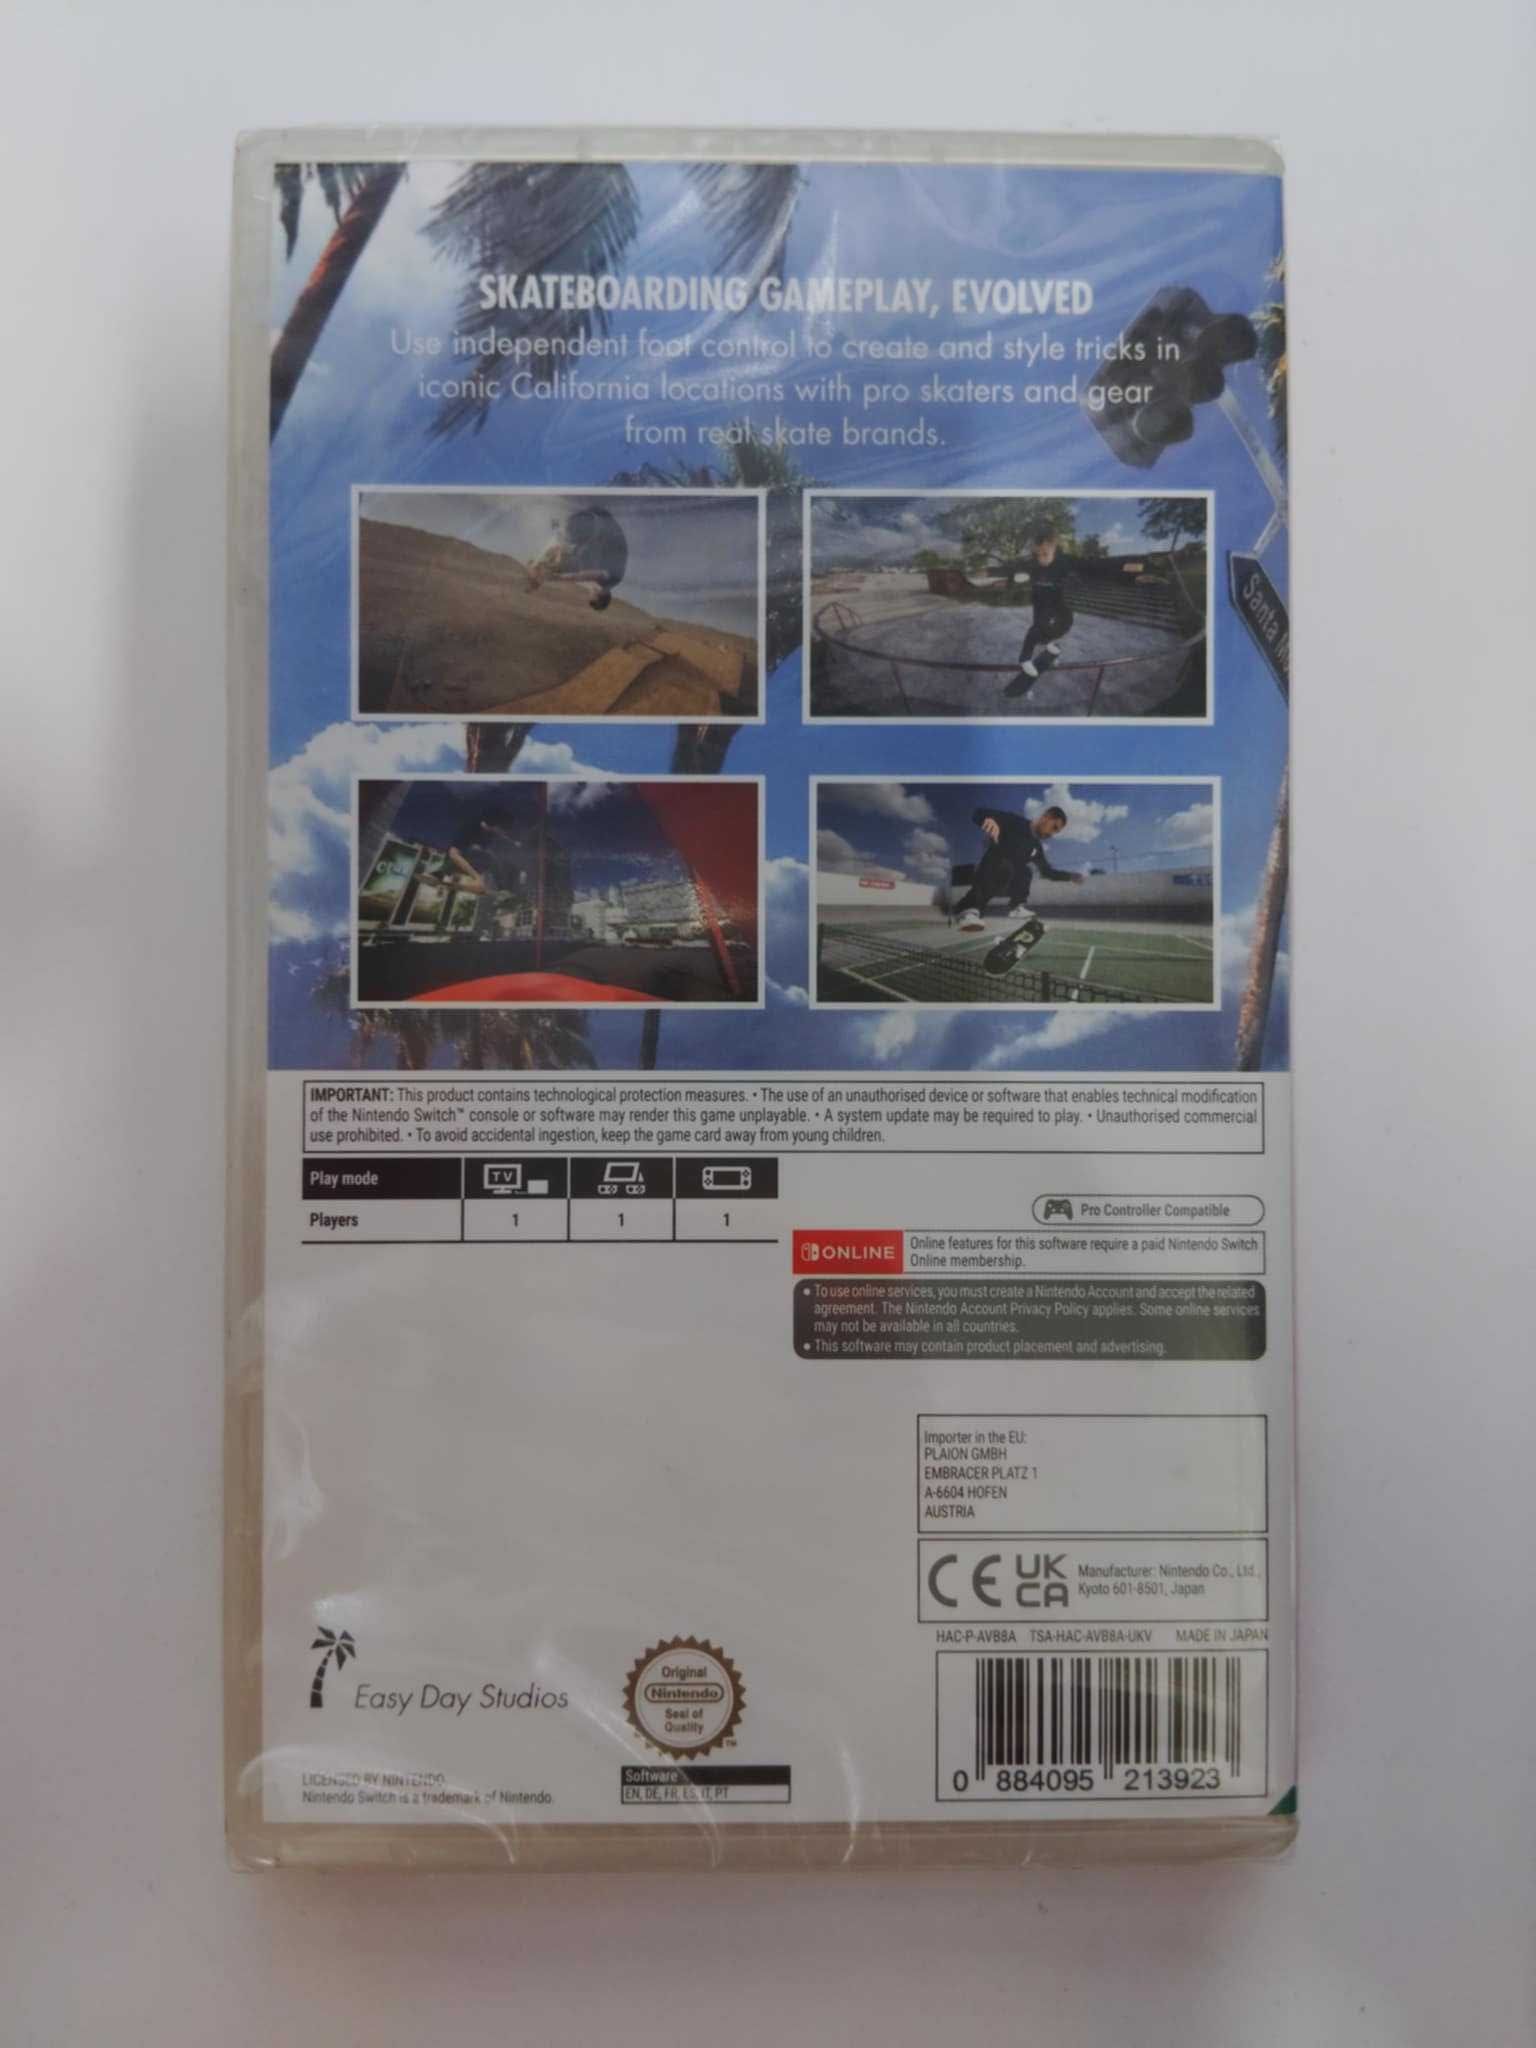 SKATEBOARDING GAMEPLAY, EVOLVED
Use independent foot control to create and style tricks in
iconic California locations with pro skaters and gear
from real skate brands.
Santa
IMPORTANT: This product contains technological protection measures. • The use of an unauthorised device or software that enables technical modification
of the Nintendo Switch™ console or software may render this game unplayable. • A system update may be required to play. • Unauthorised commercial
use prohibited. • To avoid accidental ingestion, keep the game card away from young children.
Play mode TV
Players 1 1 1
Pro Controller Compatible
ONLINE
Online features for this software require a paid Nintendo Switch
Online membership.
• To use online services, you must create a Nintendo Account and accept the related
agreement. The Nintendo Account Privacy Policy applies. Some online services
may not be available in all countries.
• This software may contain product placement and advertising.
Importer in the EU:
PLAION GMBH
EMBRACER PLATZ 1
A-6604 HOFEN
AUSTRIA
CE UK CA
Manufacturer: Nintendo Co., Ltd.,
Kyoto 601-8501, Japan
HAC-P-AVB8A TSA-HAC-AVB8A-UKV MADE IN JAPAN
0 884095 213923
Easy Day Studios
Original
Nintendo
Seal of
Quality
TM
LICENSED BY NINTENDO
Nintendo Switch is a trademark of Nintendo.
Software
EN, DE, FR, ES, IT, PT